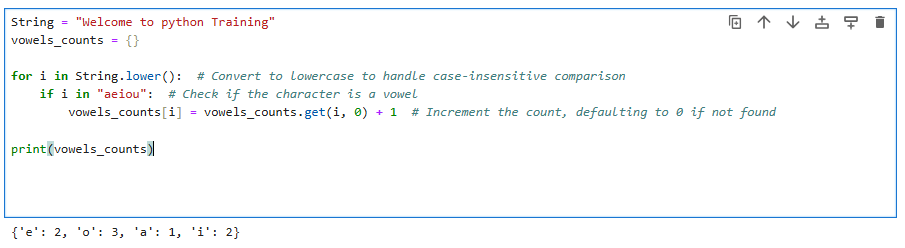 String = "Welcome to python Training"
vowels_counts = {}
for i in String.lower():  # Convert to lowercase to handle case-insensitive comparison
    if i in "aeiou":  # Check if the character is a vowel
        vowels_counts[i] = vowels_counts.get(i, 0) + 1  # Increment the count, defaulting to 0 if not found
print(vowels_counts)
{'e': 2, 'o': 3, 'a': 1, 'i': 2}